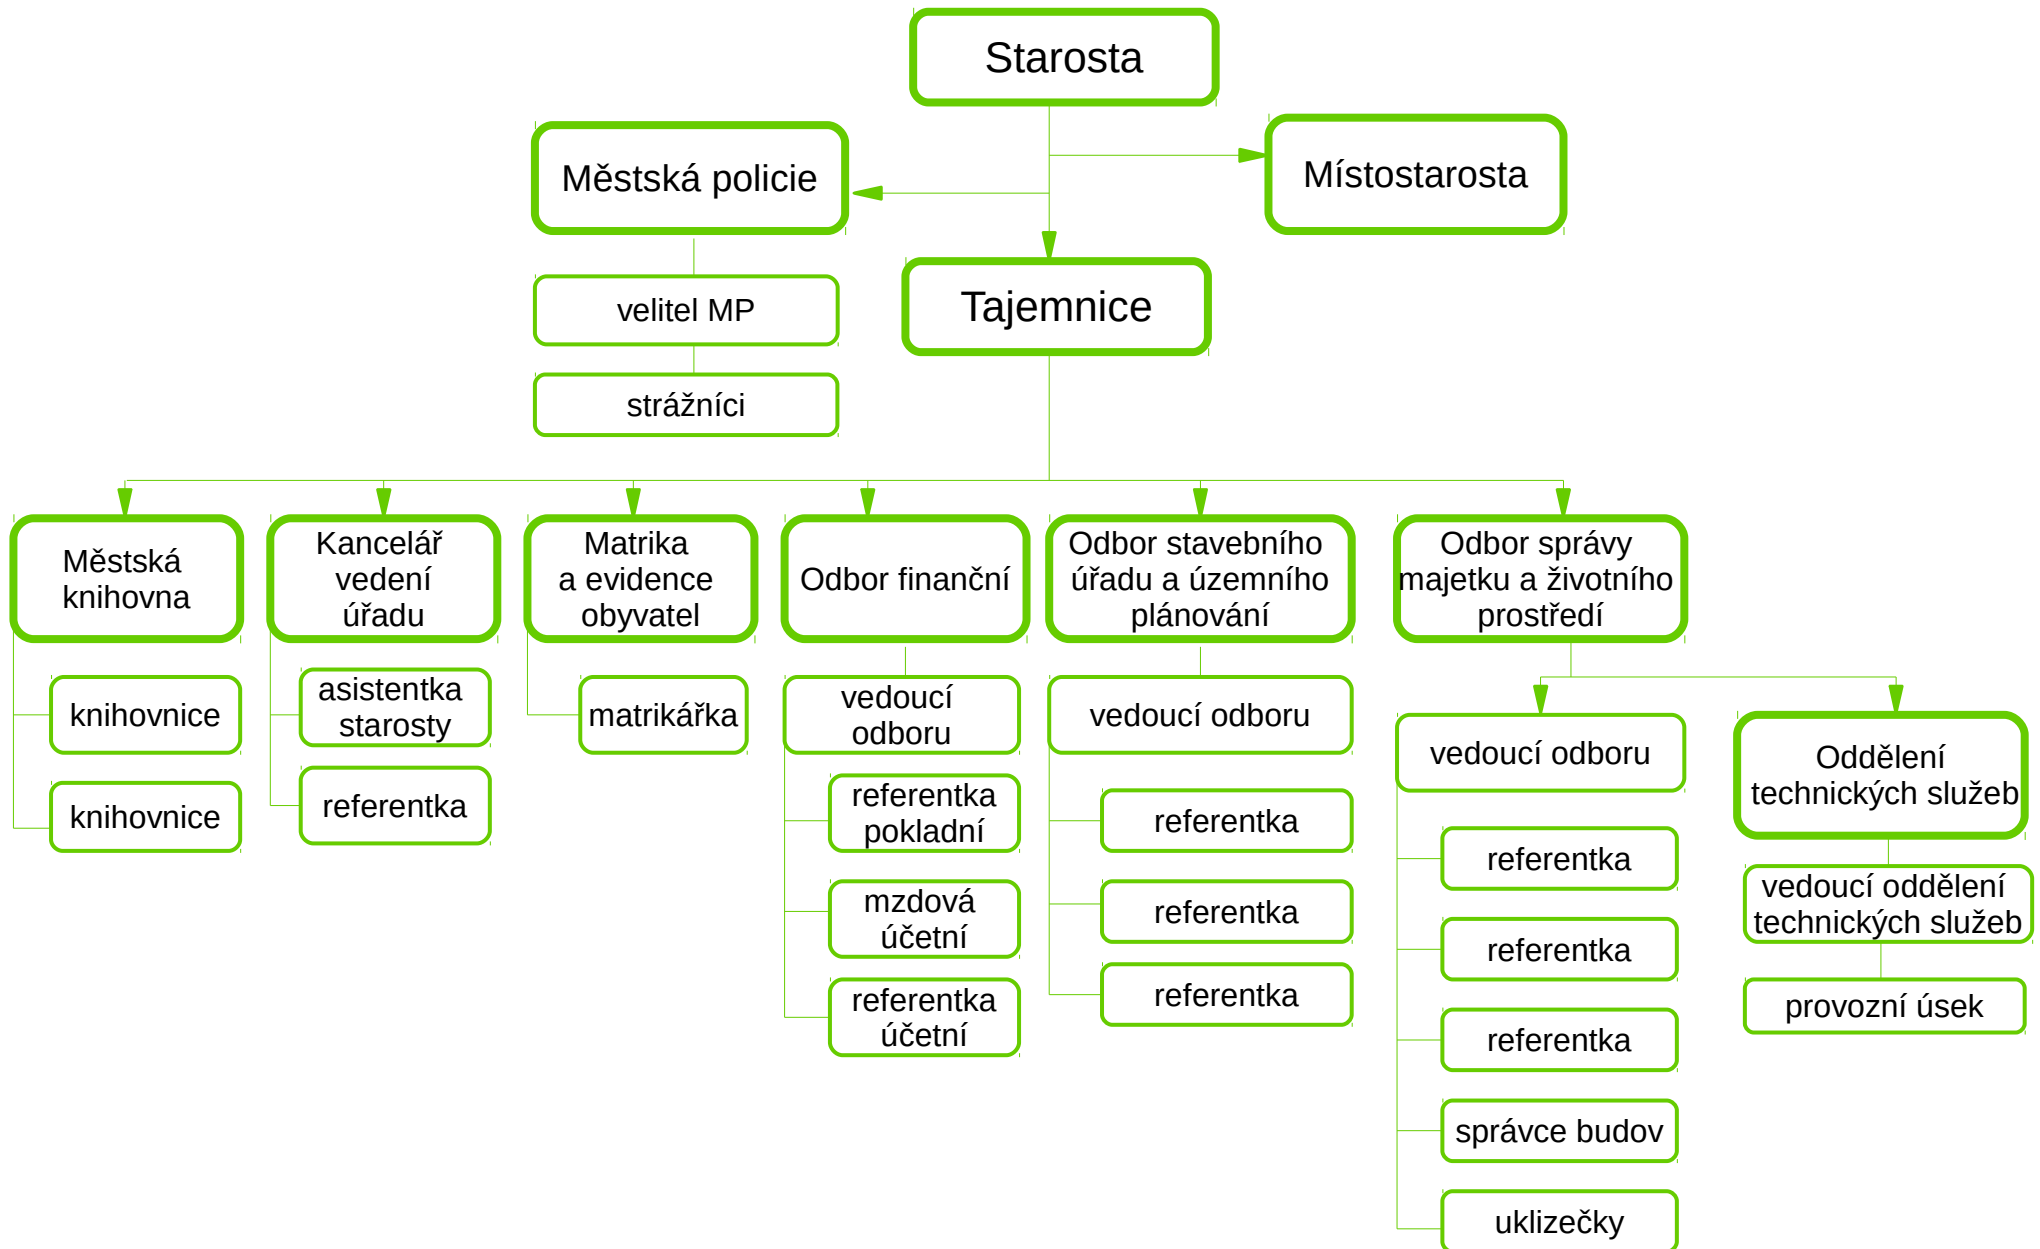 Starosta
Městská policie
Místostarosta
velitel MP
Tajemnice
strážníci
Městská
knihovna
knihovnice
knihovnice
Kancelář
vedení
úřadu
asistentka
starosty
referentka
Matrika
a evidence
obyvatel
matrikářka
Odbor finanční
vedoucí
odboru
referentka
pokladní
mzdová
účetní
referentka
účetní
Odbor stavebního
úřadu a územního
plánování
vedoucí odboru
referentka
referentka
referentka
Odbor správy
majetku a životního
prostředí
vedoucí odboru
referentka
referentka
referentka
správce budov
uklizečky
Oddělení
technických služeb
vedoucí oddělení
technických služeb
provozní úsek